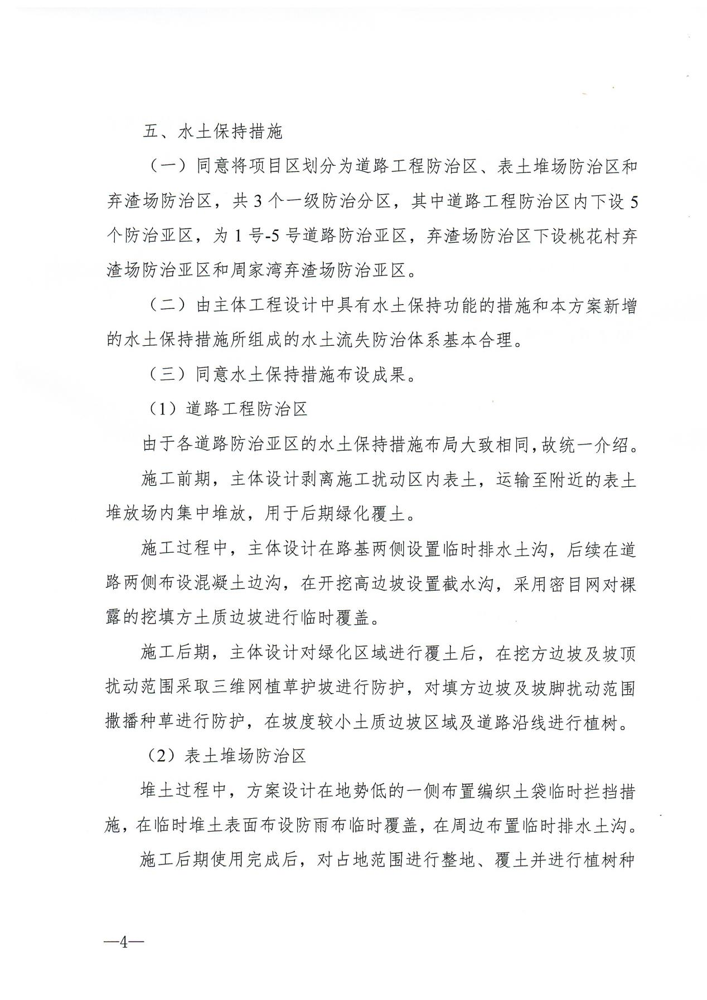 五、水土保持措施
（一）同意将项目区划分为道路工程防治区、表土堆场防治区和
弃渣场防治区，共 3 个一级防治分区，其中道路工程防治区内下设 5
个防治亚区，为 1 号-5 号道路防治亚区，弃渣场防治区下设桃花村弃
渣场防治亚区和周家湾弃渣场防治亚区。
（二）由主体工程设计中具有水土保持功能的措施和本方案新增
的水土保持措施所组成的水土流失防治体系基本合理。
（三）同意水土保持措施布设成果。
（1）道路工程防治区
由于各道路防治亚区的水土保持措施布局大致相同，故统一介绍。
施工前期，主体设计剥离施工扰动区内表土，运输至附近的表土
堆放场内集中堆放，用于后期绿化覆土。
施工过程中，主体设计在路基两侧设置临时排水土沟，后续在道
路两侧布设混凝土边沟，在开挖高边坡设置截水沟，采用密目网对裸
露的挖填方土质边坡进行临时覆盖。
施工后期，主体设计对绿化区域进行覆土后，在挖方边坡及坡顶
扰动范围采取三维网植草护坡进行防护，对填方边坡及坡脚扰动范围
撒播种草进行防护，在坡度较小土质边坡区域及道路沿线进行植树。
（2）表土堆场防治区
堆土过程中，方案设计在地势低的一侧布置编织土袋临时拦挡措
施，在临时堆土表面布设防雨布临时覆盖，在周边布置临时排水土沟。
施工后期使用完成后，对占地范围进行整地、覆土并进行植树种
—4—